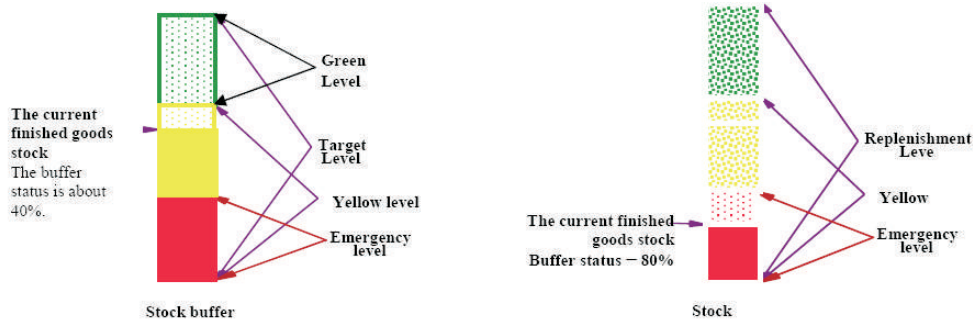 Green
Level
The current
finished goods
stock
The buffer
status is about
40%.
Target
Level
Yellow level
Emergency
level
Stock buffer
Replenishment
Leve
Yellow
The current finished
goods stock
Buffer status – 80%
Emergency
level
Stock